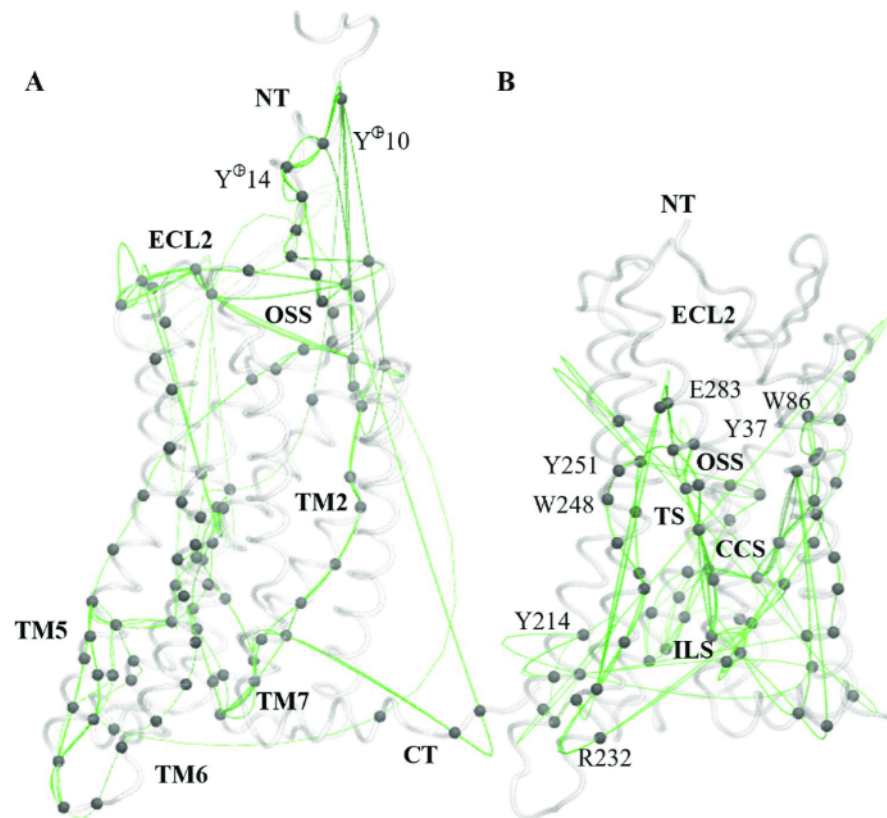 A
B
NT
Y⊕10
Y⊕14
NT
ECL2
ECL2
OSS
E283
W86
Y37
Y251
OSS
W248
TM2
TS
CCS
TM5
Y214
ILS
TM7
CT
R232
TM6